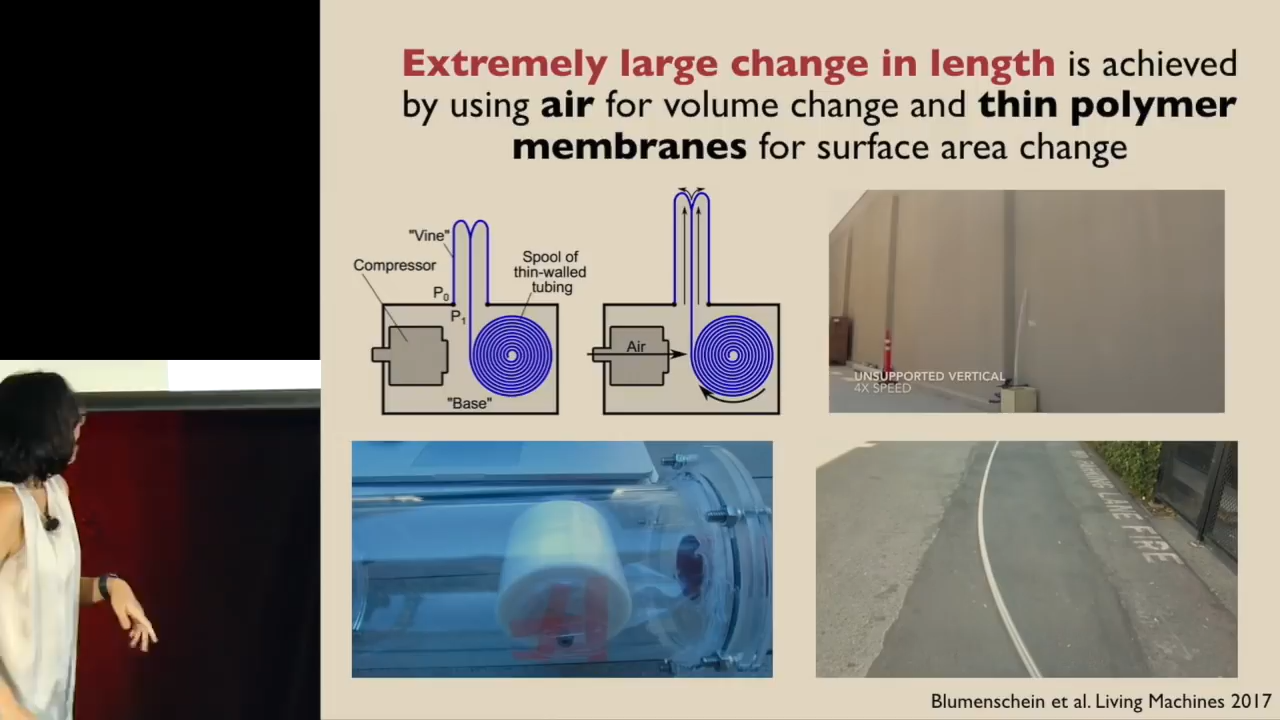 Extremely large change in length is achieved
by using air for volume change and thin polymer
membranes for surface area change
"Vine"
Compressor
Spool of
thin-walled
tubing
P₀
P₁
"Base"
Air
UNSUPPORTED VERTICAL
4X SPEED
LANE FIRE
Blumenschein et al. Living Machines 2017